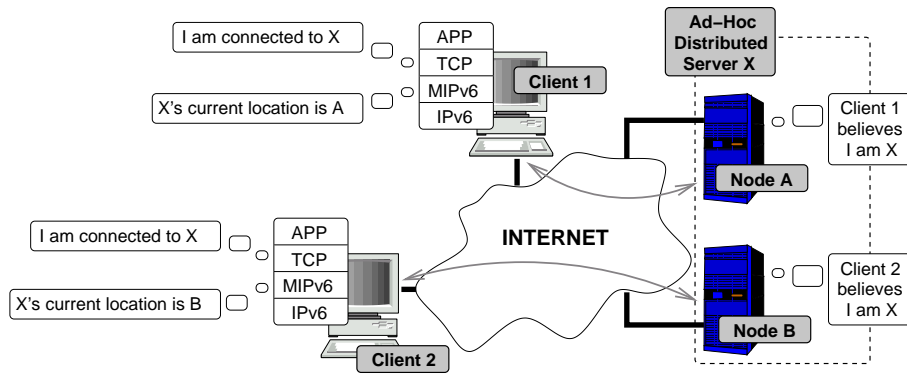 I am connected to X
X's current location is A
APP
TCP
MIPv6
IPv6
Client 1
Ad−Hoc
Distributed
Server X
Client 1
believes
I am X
Node A
INTERNET
I am connected to X
X's current location is B
APP
TCP
MIPv6
IPv6
Client 2
Client 2
believes
I am X
Node B